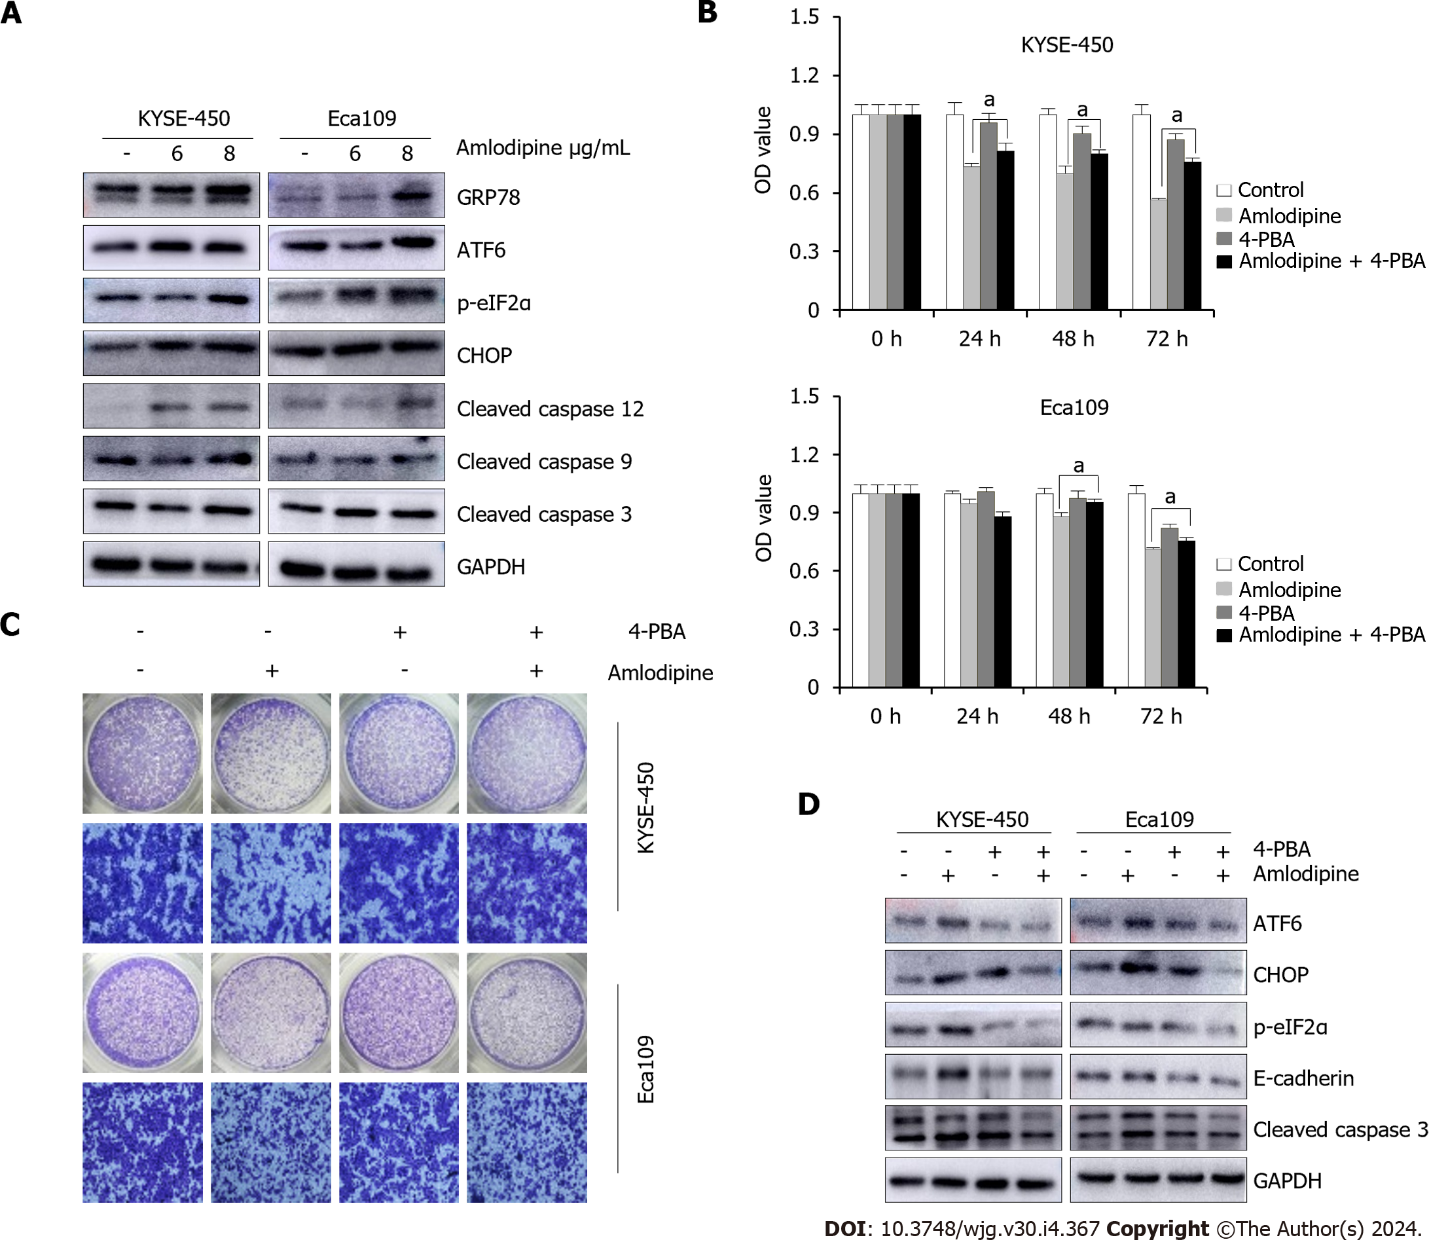 A
KYSE-450 Eca109
- 6 8 - 6 8 Amlodipine µg/mL
GRP78
ATF6
p-eIF2α
CHOP
Cleaved caspase 12
Cleaved caspase 9
Cleaved caspase 3
GAPDH
B
KYSE-450
OD value
1.5
1.2
0.9
0.6
0.3
0
a a a
0 h 24 h 48 h 72 h
Control
Amlodipine
4-PBA
Amlodipine + 4-PBA
Eca109
OD value
1.5
1.2
0.9
0.6
0.3
0
a a
0 h 24 h 48 h 72 h
Control
Amlodipine
4-PBA
Amlodipine + 4-PBA
C
- - + + 4-PBA
- + - + Amlodipine
KYSE-450
Eca109
D
KYSE-450 Eca109
- - + + - - + + 4-PBA
- + - + - + - + Amlodipine
ATF6
CHOP
p-eIF2α
E-cadherin
Cleaved caspase 3
GAPDH
DOI: 10.3748/wjg.v30.i4.367 Copyright ©The Author(s) 2024.